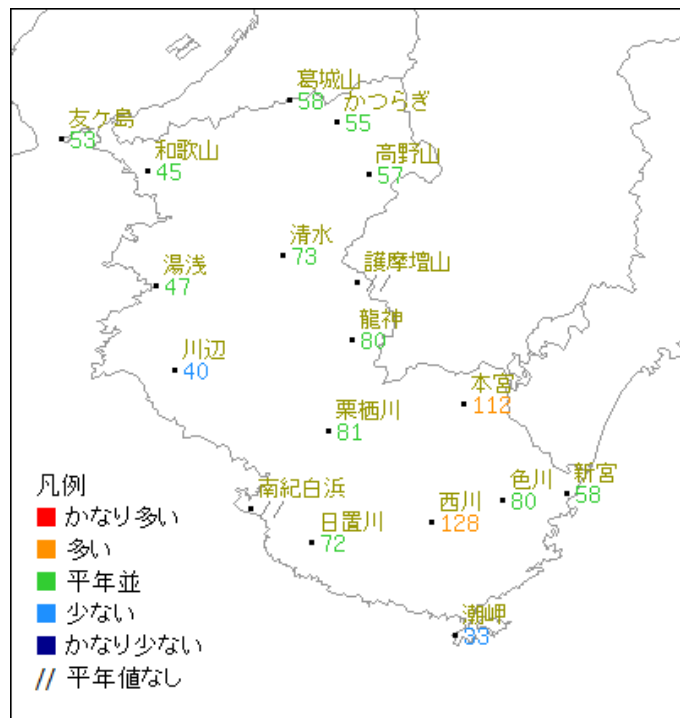 葛城山
58
かつらぎ
55
友ケ島
53
和歌山
45
高野山
57
清水
73
護摩壇山
//
湯浅
47
龍神
80
川辺
40
本宮
112
栗栖川
81
南紀白浜
//
日置川
72
西川
128
色川
80
新宮
58
潮岬
33
凡例
かなり多い
多い
平年並
少ない
かなり少ない
// 平年値なし